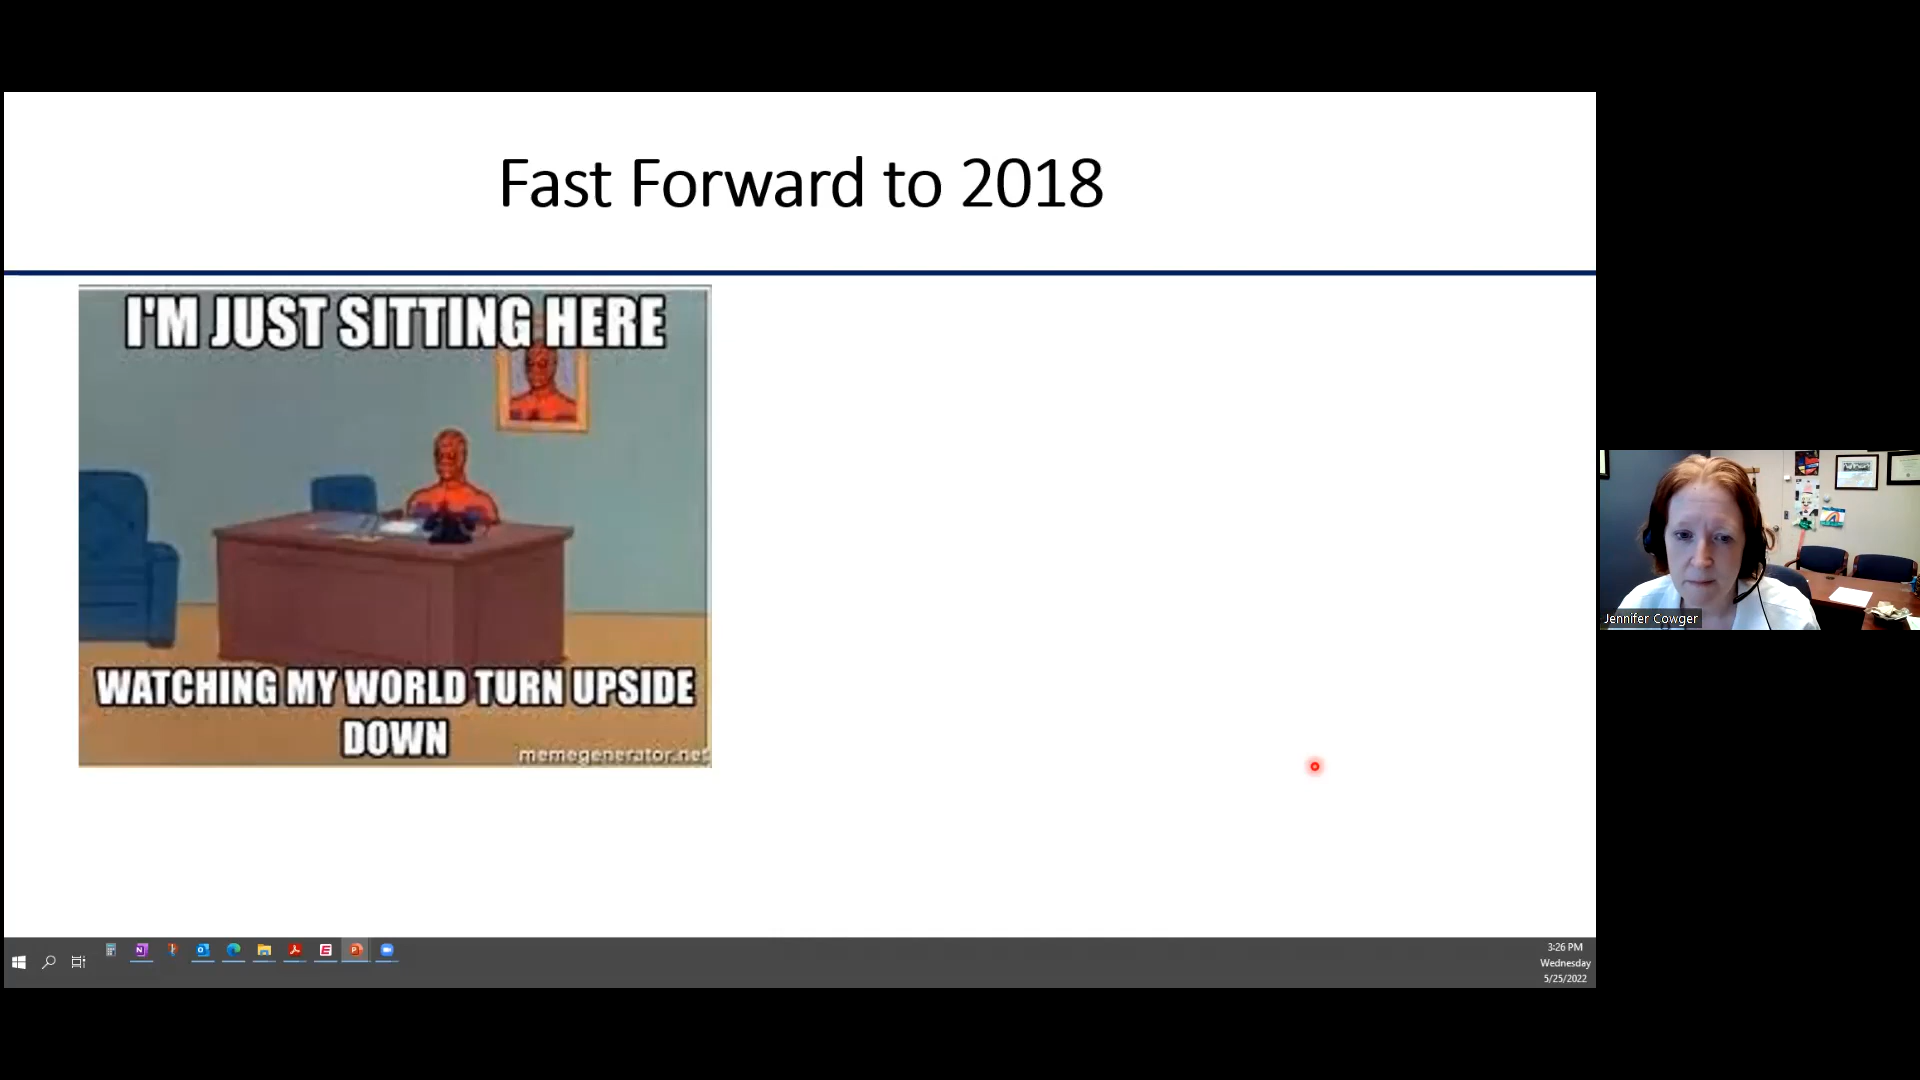 Fast Forward to 2018
I'M JUST SITTING HERE
WATCHING MY WORLD TURN UPSIDE
DOWN
memegenerator.net
Jennifer Cowger
3:26 PM
Wednesday
5/25/2022